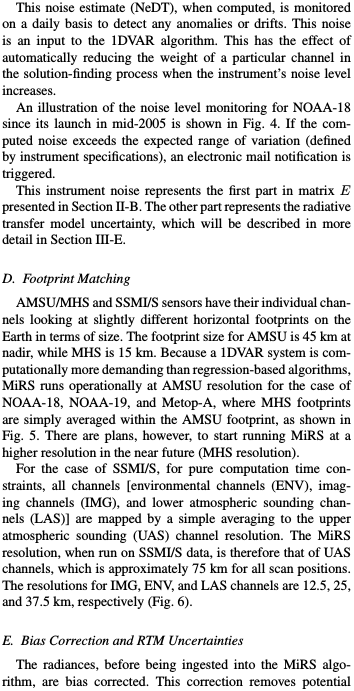 This noise estimate (NeDT), when computed, is monitored
on a daily basis to detect any anomalies or drifts. This noise
is an input to the 1DVAR algorithm. This has the effect of
automatically reducing the weight of a particular channel in
the solution-finding process when the instrument's noise level
increases.
An illustration of the noise level monitoring for NOAA-18
since its launch in mid-2005 is shown in Fig. 4. If the com-
puted noise exceeds the expected range of variation (defined
by instrument specifications), an electronic mail notification is
triggered.
This instrument noise represents the first part in matrix E
presented in Section II-B. The other part represents the radiative
transfer model uncertainty, which will be described in more
detail in Section III-E.
D. Footprint Matching
AMSU/MHS and SSMI/S sensors have their individual chan-
nels looking at slightly different horizontal footprints on the
Earth in terms of size. The footprint size for AMSU is 45 km at
nadir, while MHS is 15 km. Because a 1DVAR system is com-
putationally more demanding than regression-based algorithms,
MiRS runs operationally at AMSU resolution for the case of
NOAA-18, NOAA-19, and Metop-A, where MHS footprints
are simply averaged within the AMSU footprint, as shown in
Fig. 5. There are plans, however, to start running MiRS at a
higher resolution in the near future (MHS resolution).
For the case of SSMI/S, for pure computation time con-
straints, all channels [environmental channels (ENV), imag-
ing channels (IMG), and lower atmospheric sounding chan-
nels (LAS)] are mapped by a simple averaging to the upper
atmospheric sounding (UAS) channel resolution. The MiRS
resolution, when run on SSMI/S data, is therefore that of UAS
channels, which is approximately 75 km for all scan positions.
The resolutions for IMG, ENV, and LAS channels are 12.5, 25,
and 37.5 km, respectively (Fig. 6).
E. Bias Correction and RTM Uncertainties
The radiances, before being ingested into the MiRS algo-
rithm, are bias corrected. This correction removes potential